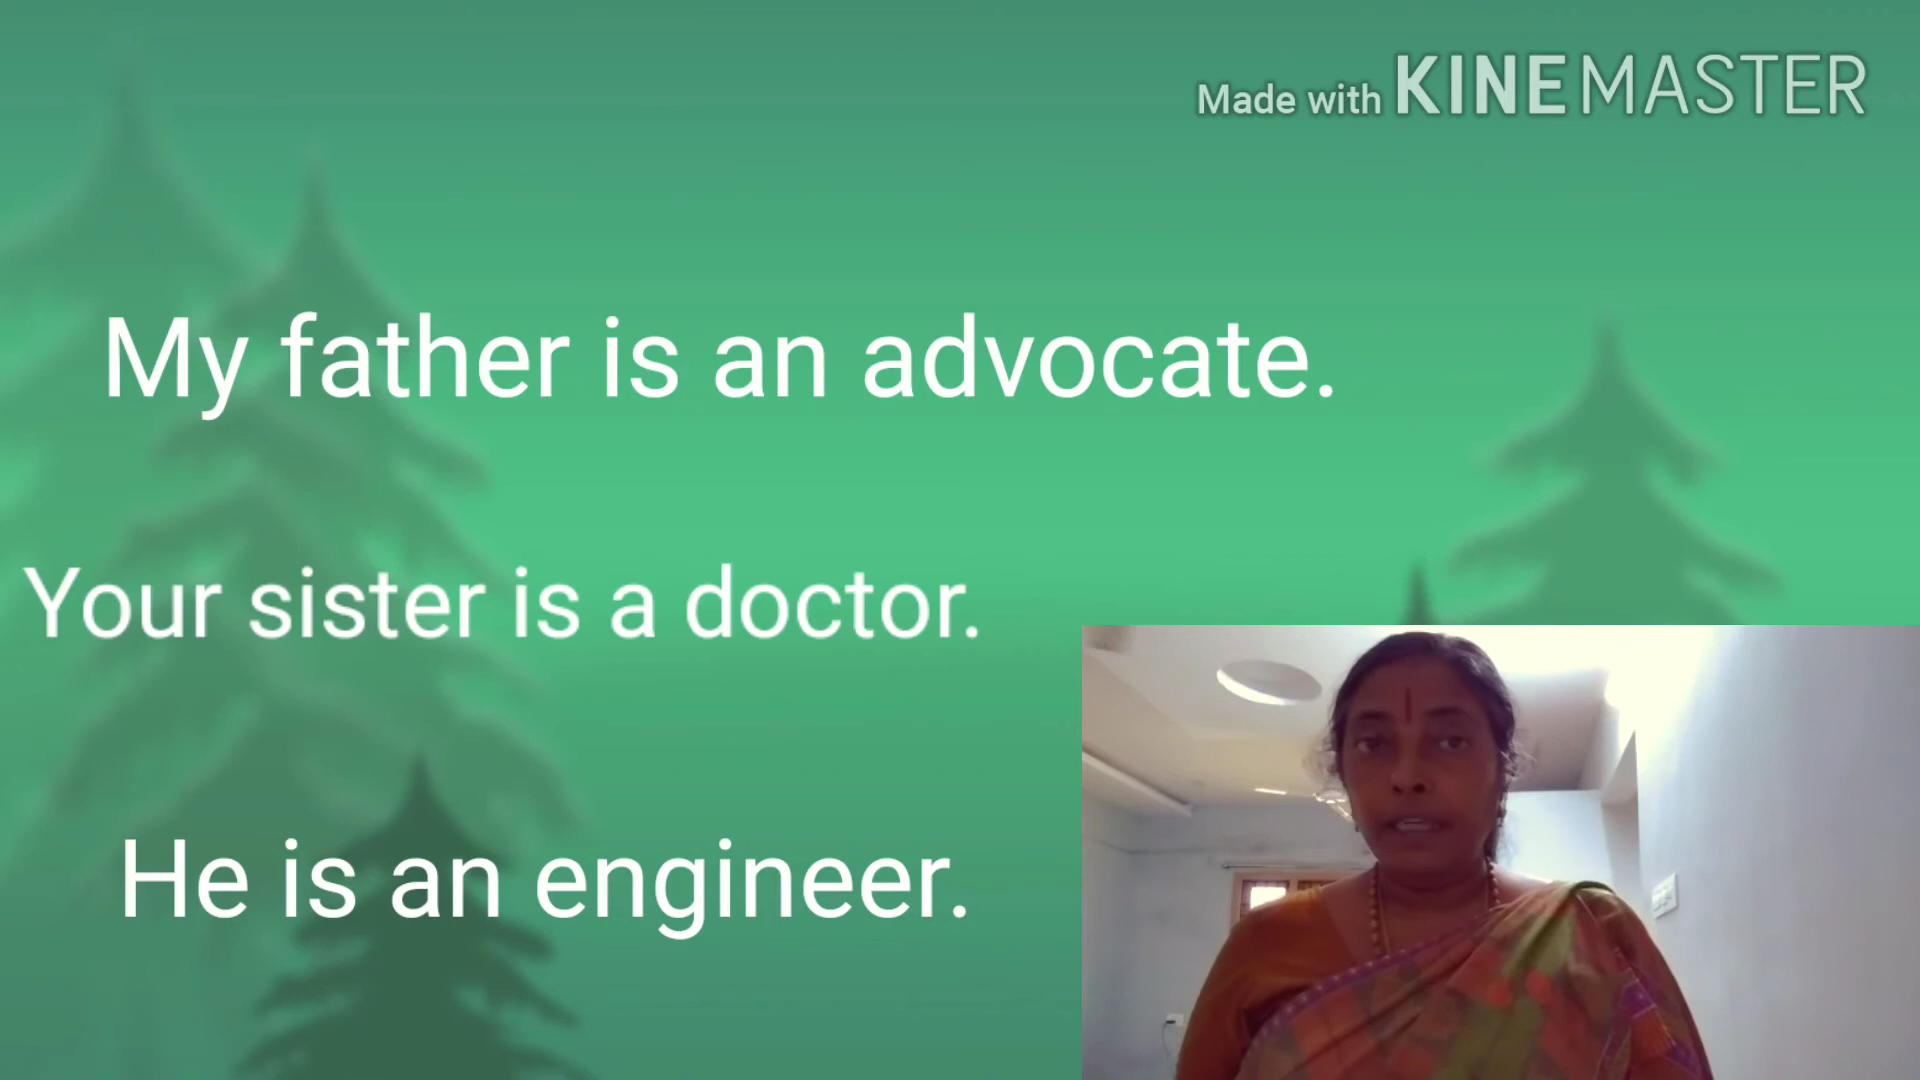 Made with KINEMASTER
My father is an advocate.
Your sister is a doctor.
He is an engineer.